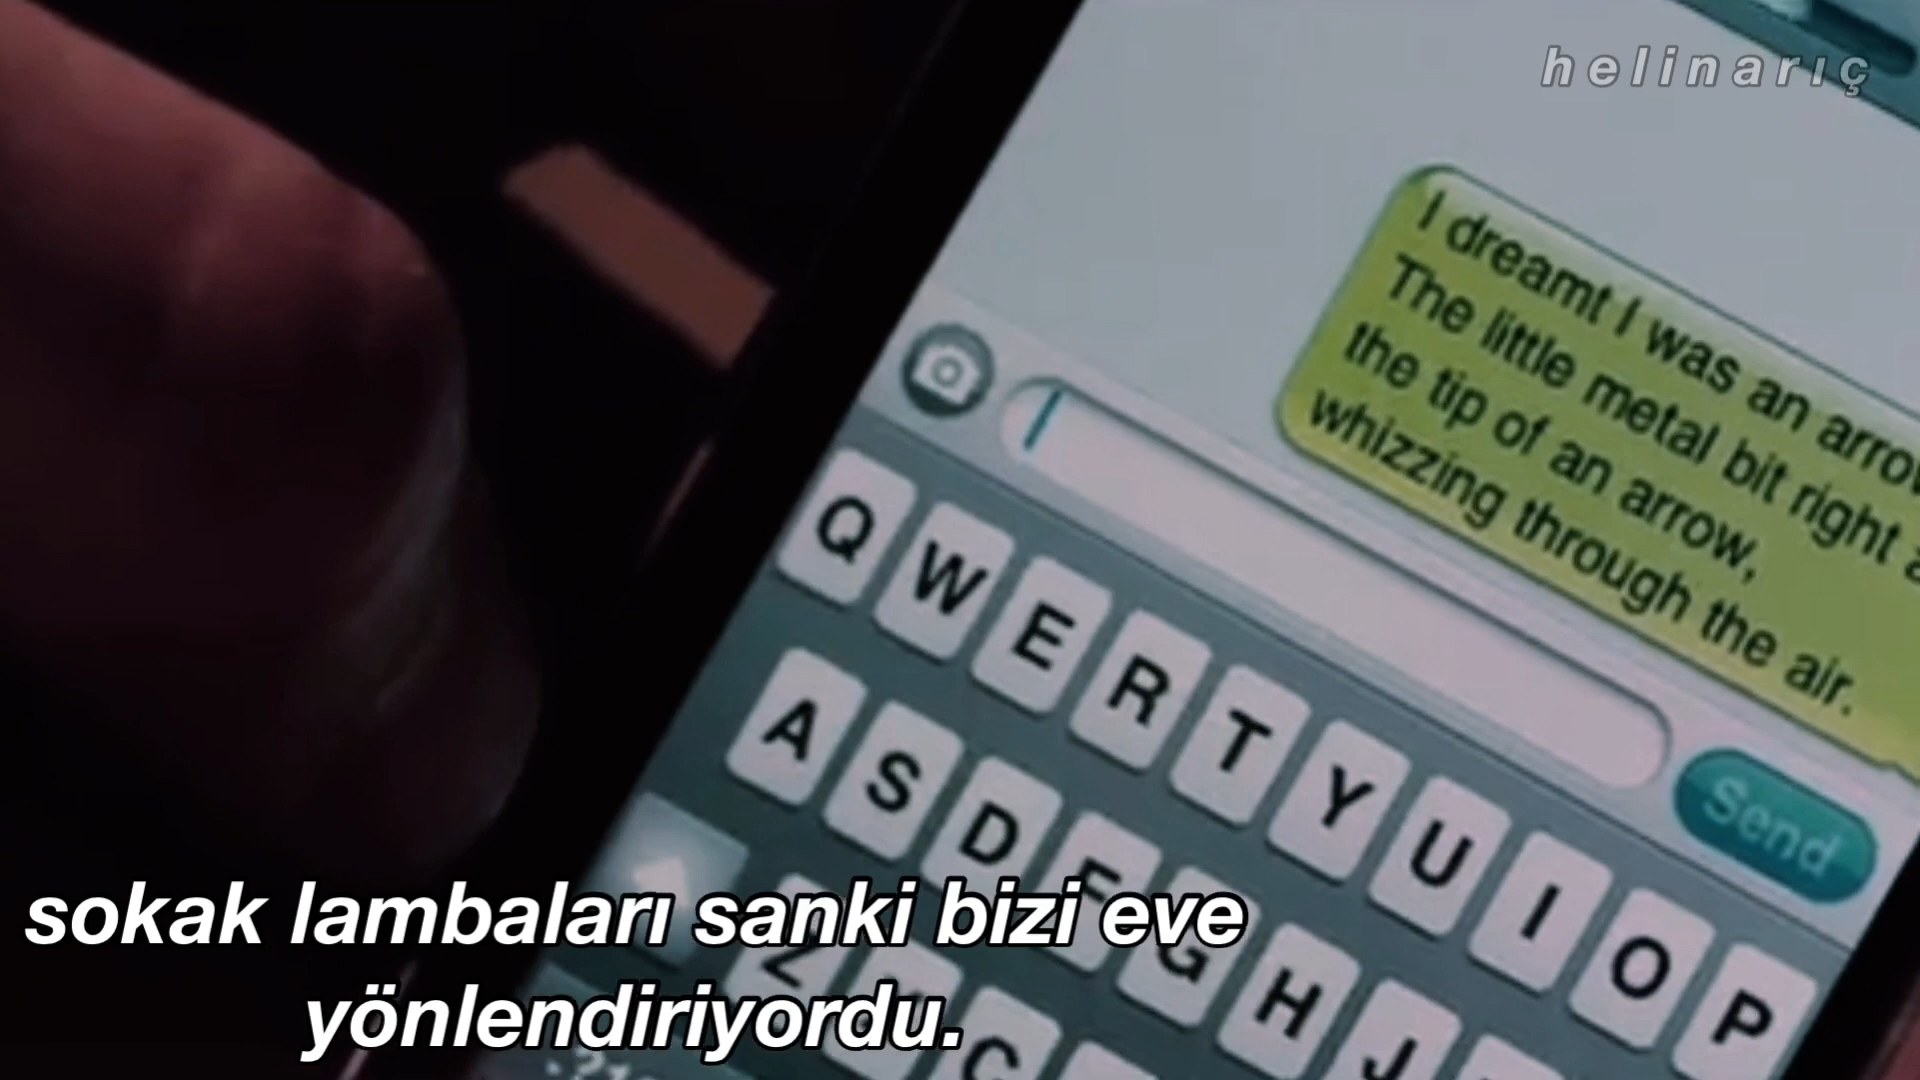 helinarıç
I dreamt I was an arrow
The little metal bit right
the tip of an arrow,
whizzing through the air.
Q W E R T Y U I O P
Send
A S D F G H J
Z C
sokak lambaları sanki bizi eve
yönlendiriyordu.